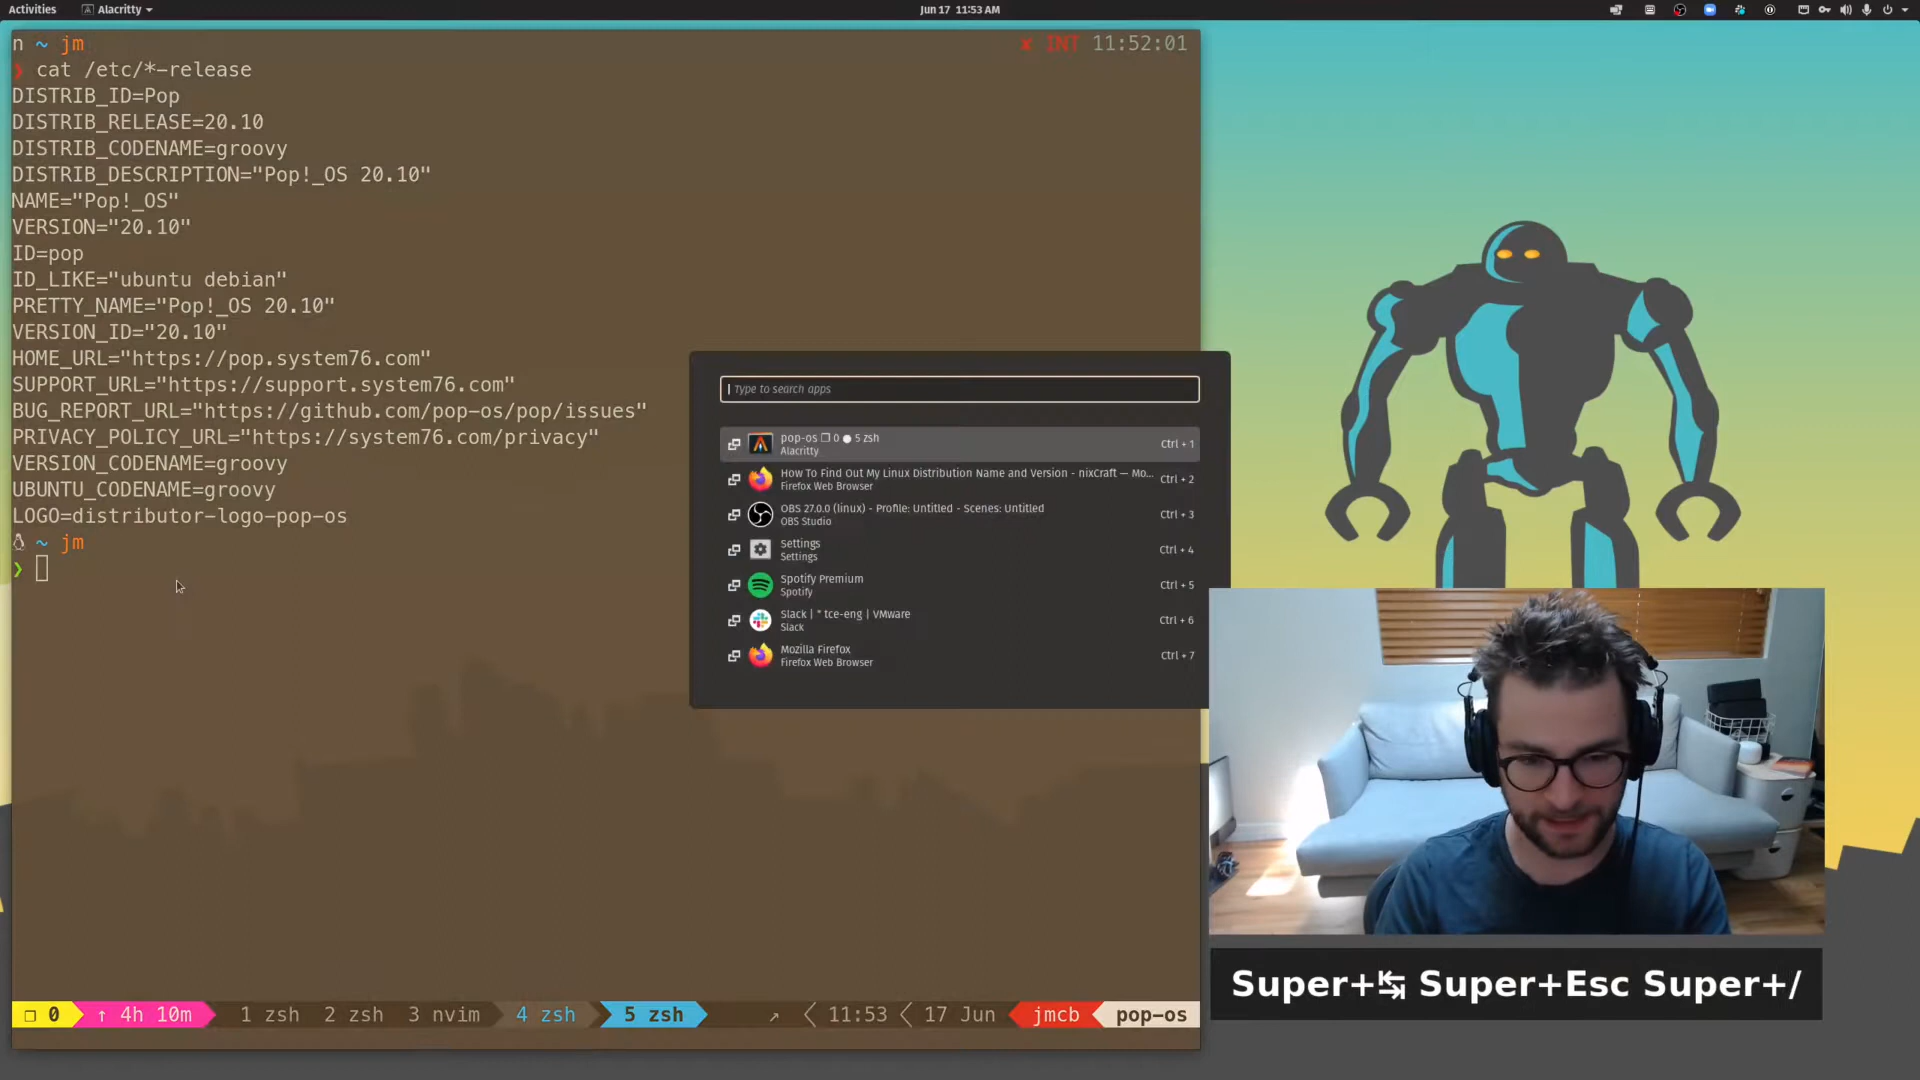 Activities
Alacritty
Jun 17 11:53 AM
n ~ jm
✘ INT 11:52:01
❯ cat /etc/*-release
DISTRIB_ID=Pop
DISTRIB_RELEASE=20.10
DISTRIB_CODENAME=groovy
DISTRIB_DESCRIPTION="Pop!_OS 20.10"
NAME="Pop!_OS"
VERSION="20.10"
ID=pop
ID_LIKE="ubuntu debian"
PRETTY_NAME="Pop!_OS 20.10"
VERSION_ID="20.10"
HOME_URL="https://pop.system76.com"
SUPPORT_URL="https://support.system76.com"
BUG_REPORT_URL="https://github.com/pop-os/pop/issues"
PRIVACY_POLICY_URL="https://system76.com/privacy"
VERSION_CODENAME=groovy
UBUNTU_CODENAME=groovy
LOGO=distributor-logo-pop-os
~ jm
❯
Type to search apps
pop-os ❐ 0 ● 5 zsh
Alacritty
Ctrl + 1
How To Find Out My Linux Distribution Name and Version - nixCraft — Mo...
Firefox Web Browser
Ctrl + 2
OBS 27.0.0 (linux) - Profile: Untitled - Scenes: Untitled
OBS Studio
Ctrl + 3
Settings
Settings
Ctrl + 4
Spotify Premium
Spotify
Ctrl + 5
Slack | * tce-eng | VMware
Slack
Ctrl + 6
Mozilla Firefox
Firefox Web Browser
Ctrl + 7
Super+↹ Super+Esc Super+/
❐ 0 ↑ 4h 10m 1 zsh 2 zsh 3 nvim 4 zsh 5 zsh ↗ 11:53 17 Jun jmcb pop-os